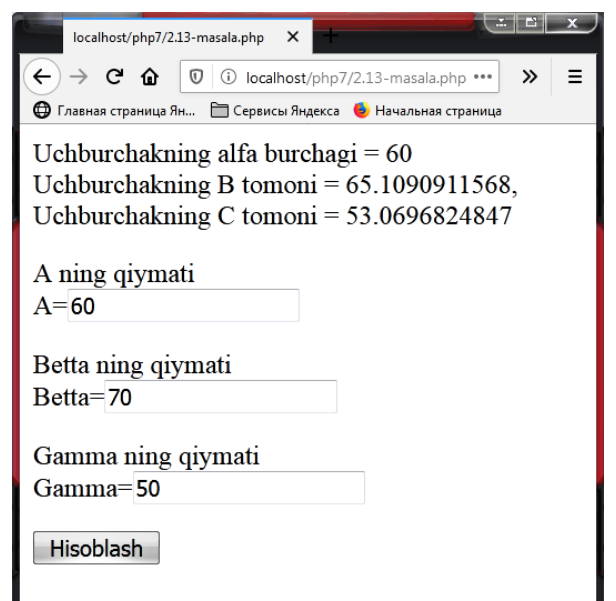 localhost/php7/2.13-masala.php
localhost/php7/2.13-masala.php
Главная страница Ян... Сервисы Яндекса Начальная страница
Uchburchakning alfa burchagi = 60
Uchburchakning B tomoni = 65.1090911568,
Uchburchakning C tomoni = 53.0696824847
A ning qiymati
A=60
Betta ning qiymati
Betta=70
Gamma ning qiymati
Gamma=50
Hisoblash